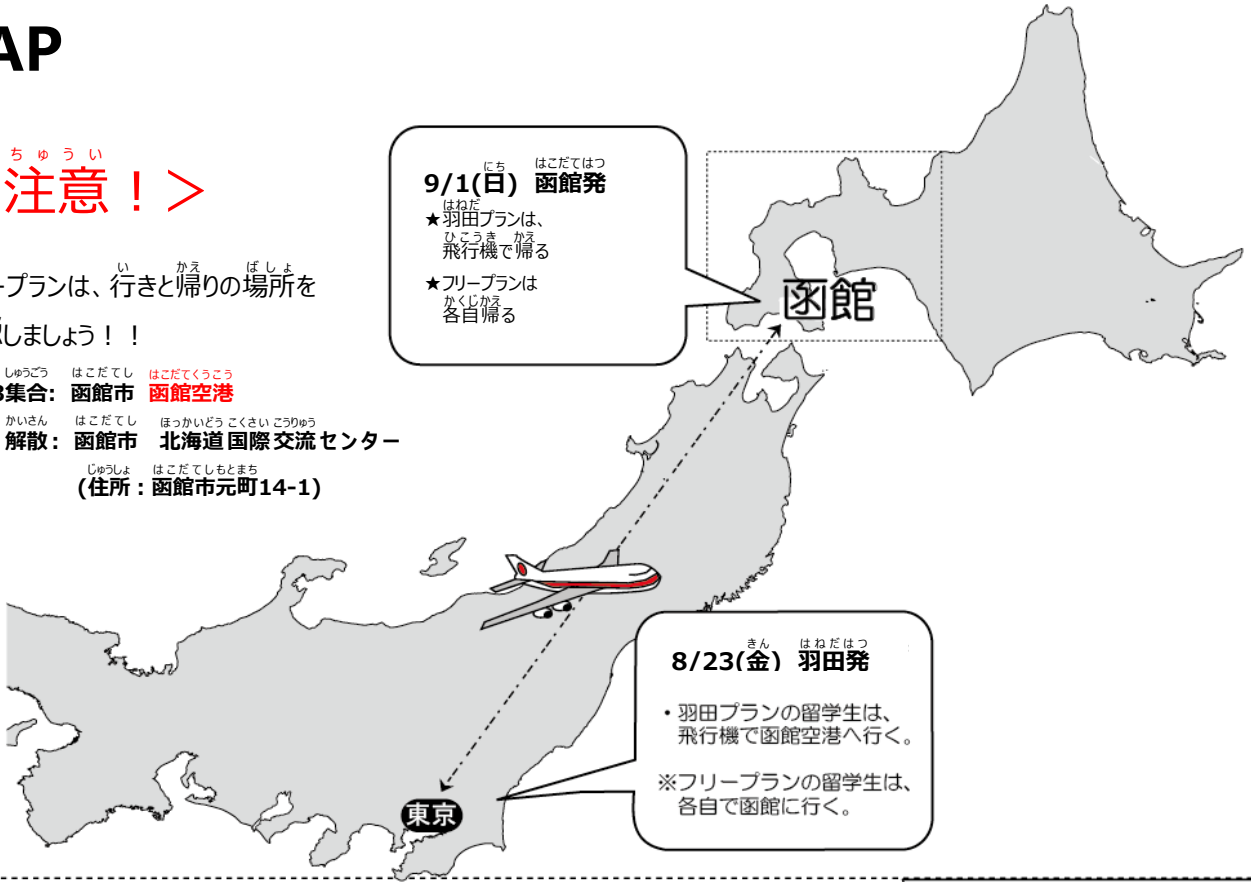 AP
注意！＞
ープランは、行きと帰りの場所を
しましょう！！
集合: 函館市 函館空港
解散: 函館市 北海道国際交流センター
(住所：函館市元町14-1)
9/1(日) 函館発
★羽田プランは、
飛行機で帰る
★フリープランは
各自帰る
函館
8/23(金) 羽田発
・羽田プランの留学生は、
飛行機で函館空港へ行く。
※フリープランの留学生は、
各自で函館に行く。
東京